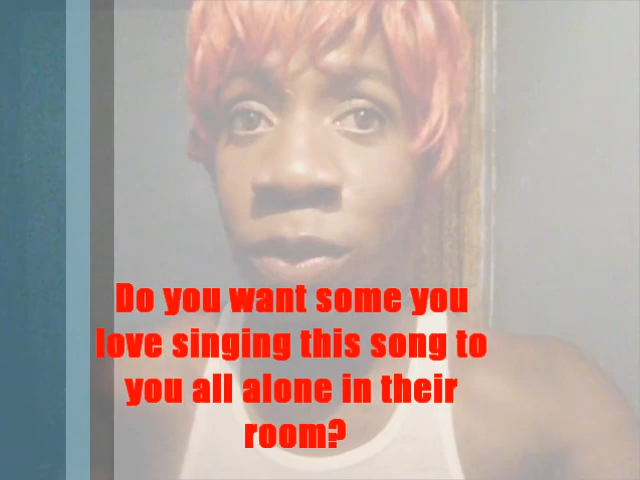 Do you want some you
love singing this song to
you all alone in their
room?